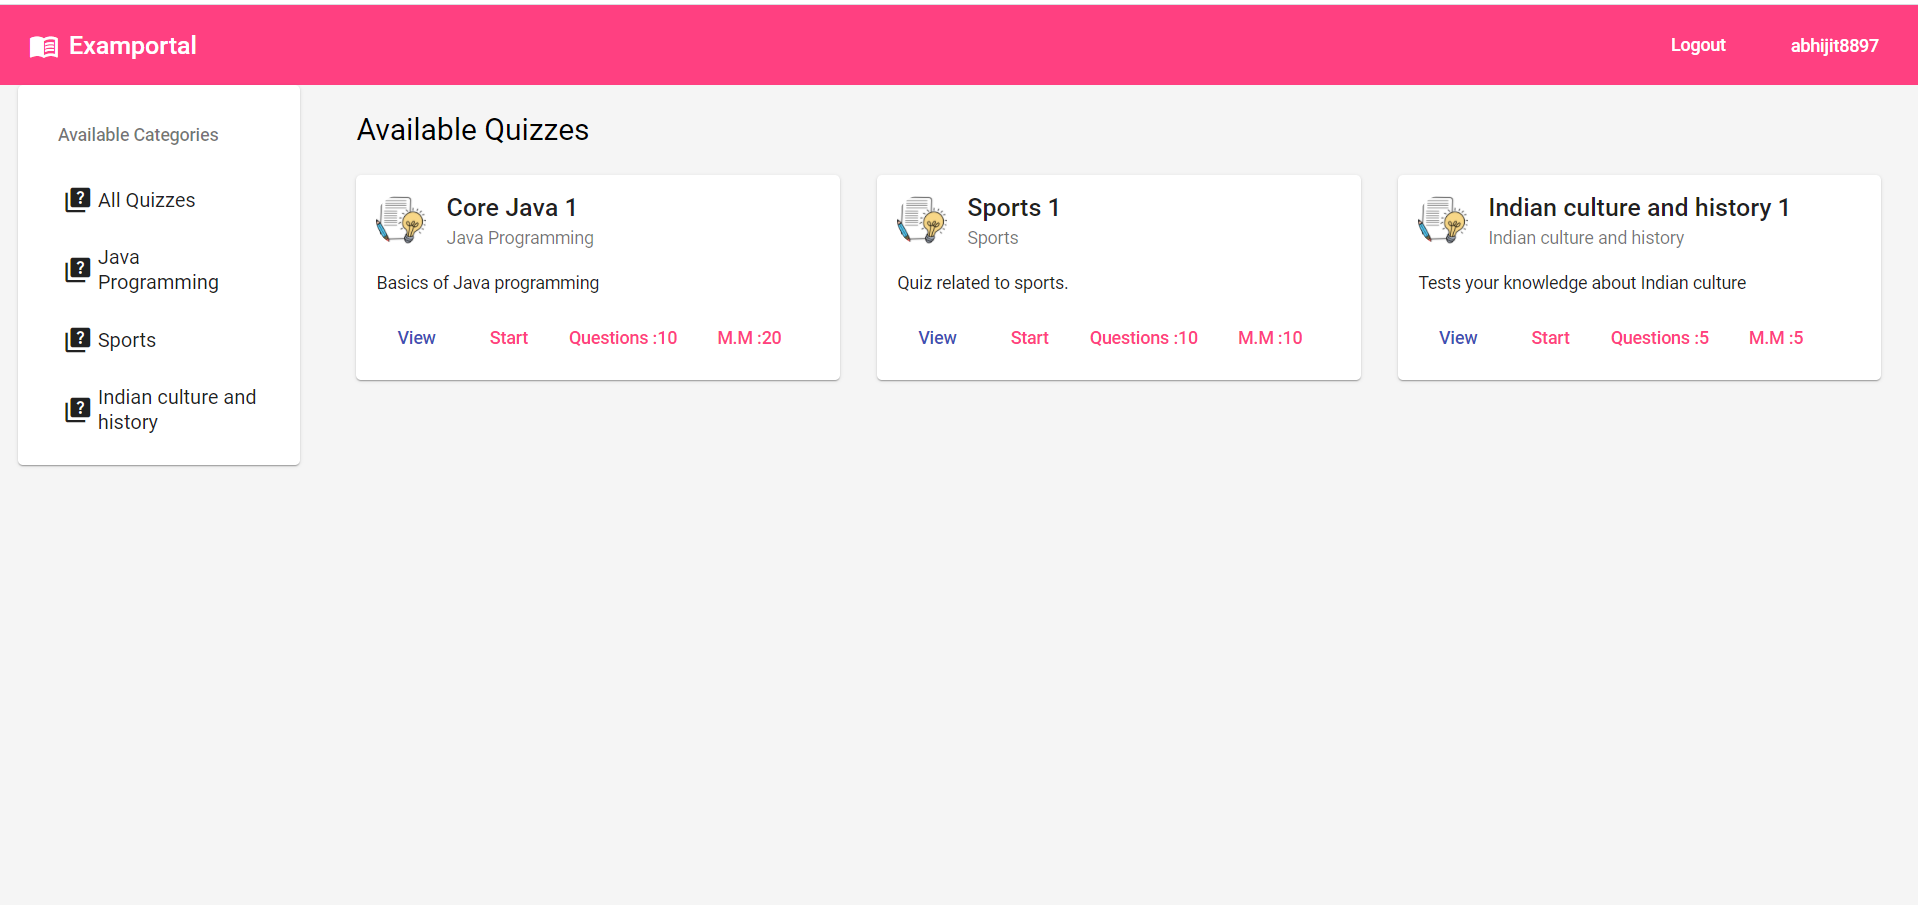 Examportal
Logout
abhijit8897
Available Categories
? All Quizzes
? Java
Programming
? Sports
? Indian culture and
history
Available Quizzes
Core Java 1
Java Programming
Basics of Java programming
View Start Questions :10 M.M :20
Sports 1
Sports
Quiz related to sports.
View Start Questions :10 M.M :10
Indian culture and history 1
Indian culture and history
Tests your knowledge about Indian culture
View Start Questions :5 M.M :5